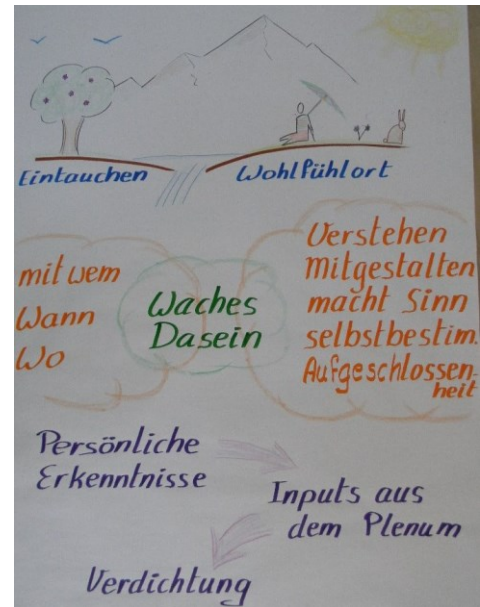 Eintauchen
Wohlfühlort
mit wem
Wann
Wo
Waches
Dasein
Verstehen
Mitgestalten
macht Sinn
selbstbestim.
Aufgeschlossen-
heit
Persönliche
Erkenntnisse
Inputs aus
dem Plenum
Verdichtung